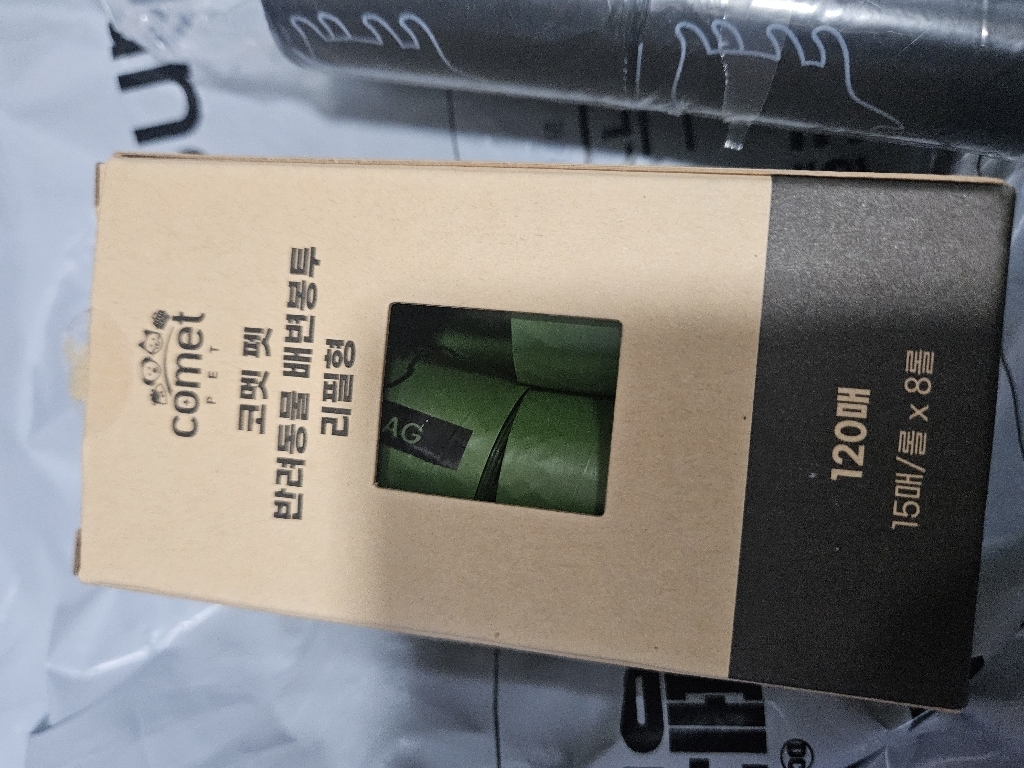 comet
PET
코멧 펫
반려동물 배변봉투
리필형
AG
120매
15매/롤 x 8롤